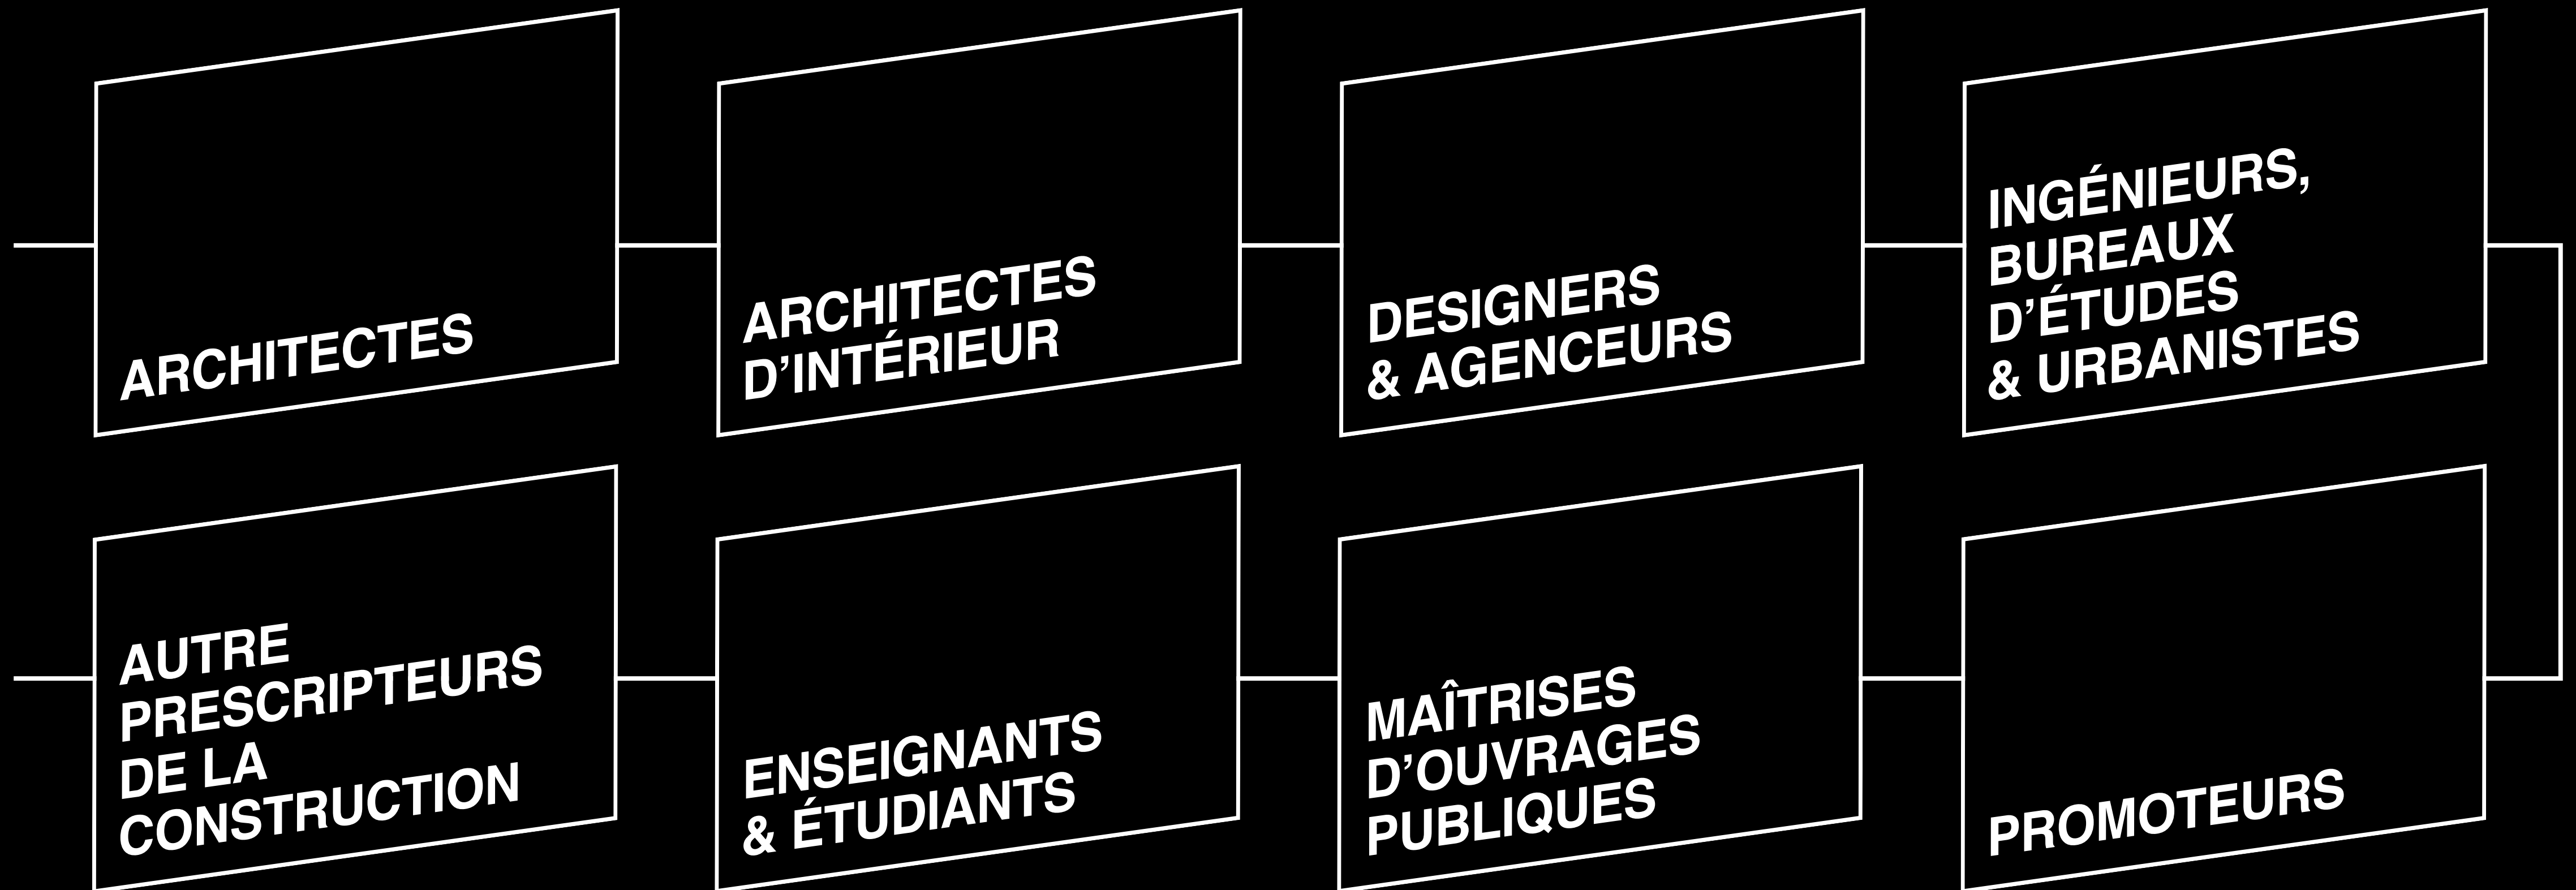 ARCHITECTES
ARCHITECTES
D’INTÉRIEUR
DESIGNERS
& AGENCEURS
INGÉNIEURS,
BUREAUX
D’ÉTUDES
& URBANISTES
AUTRE
PRESCRIPTEURS
DE LA
CONSTRUCTION
ENSEIGNANTS
& ÉTUDIANTS
MAÎTRISES
D’OUVRAGES
PUBLIQUES
PROMOTEURS